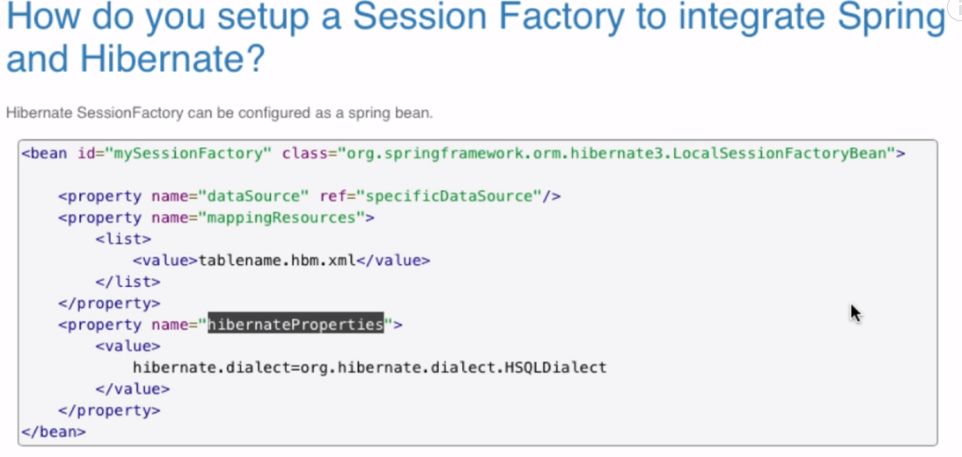 How do you setup a Session Factory to integrate Spring
and Hibernate?
Hibernate SessionFactory can be configured as a spring bean.
<bean id="mySessionFactory" class="org.springframework.orm.hibernate3.LocalSessionFactoryBean">
<property name="dataSource" ref="specificDataSource"/>
<property name="mappingResources">
<list>
<value>tablename.hbm.xml</value>
</list>
</property>
<property name="hibernateProperties">
<value>
hibernate.dialect=org.hibernate.dialect.HSQLDialect
</value>
</property>
</bean>